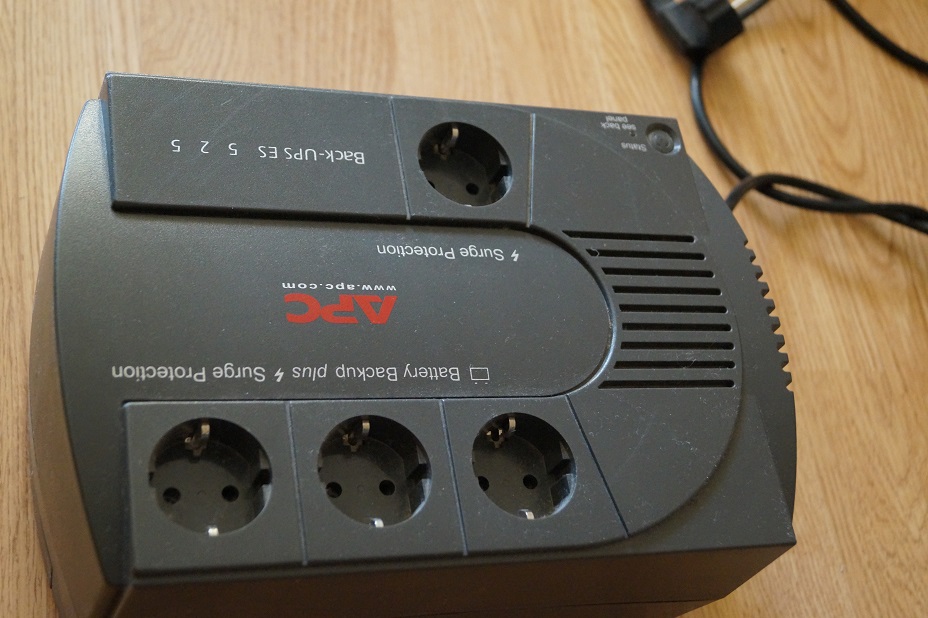 Battery Backup plus Surge Protection
APC
www.apc.com
Surge Protection
Status
see back
panel
Back-UPS ES 525